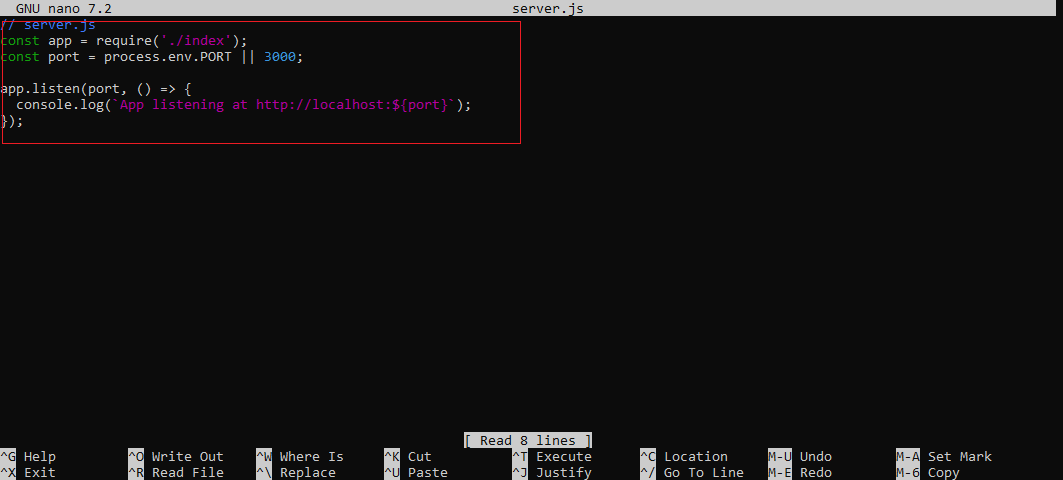 GNU nano 7.2 server.js
// server.js
const app = require('./index');
const port = process.env.PORT || 3000;
app.listen(port, () => {
  console.log(`App listening at http://localhost:${port}`);
});
[ Read 8 lines ]
^G Help ^O Write Out ^W Where Is ^K Cut ^T Execute ^C Location M-U Undo M-A Set Mark
^X Exit ^R Read File ^\ Replace ^U Paste ^J Justify ^/ Go To Line M-E Redo M-6 Copy